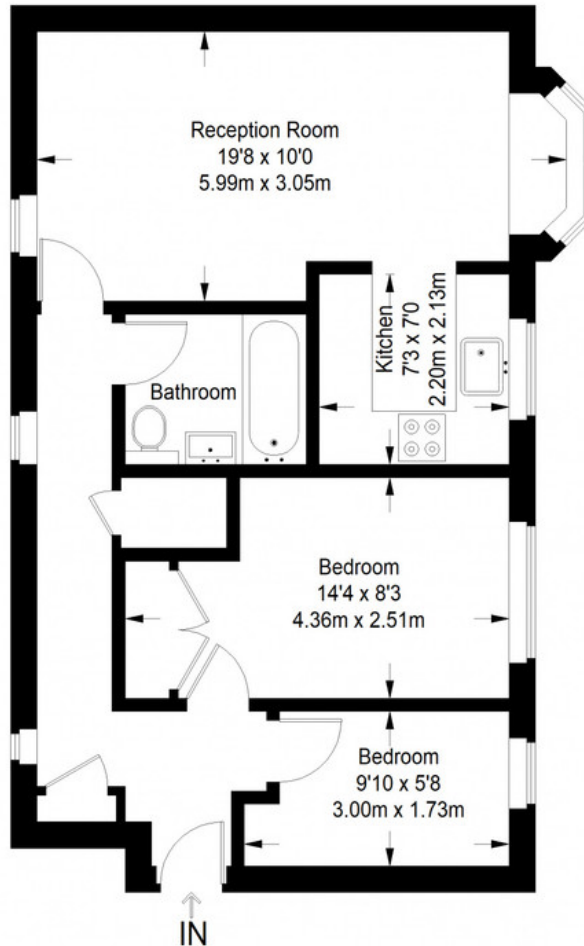 Reception Room
19'8 x 10'0
5.99m x 3.05m
Kitchen
7'3 x 7'0
2.20m x 2.13m
Bathroom
Bedroom
14'4 x 8'3
4.36m x 2.51m
Bedroom
9'10 x 5'8
3.00m x 1.73m
IN